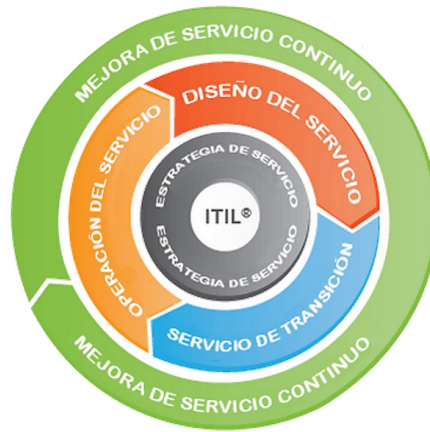 MEJORA DE SERVICIO CONTINUO
DISEÑO DEL SERVICIO
OPERACIÓN DEL SERVICIO
ESTRATEGIA DE SERVICIO
ITIL®
ESTRATEGIA DE SERVICIO
SERVICIO DE TRANSICIÓN
MEJORA DE SERVICIO CONTINUO